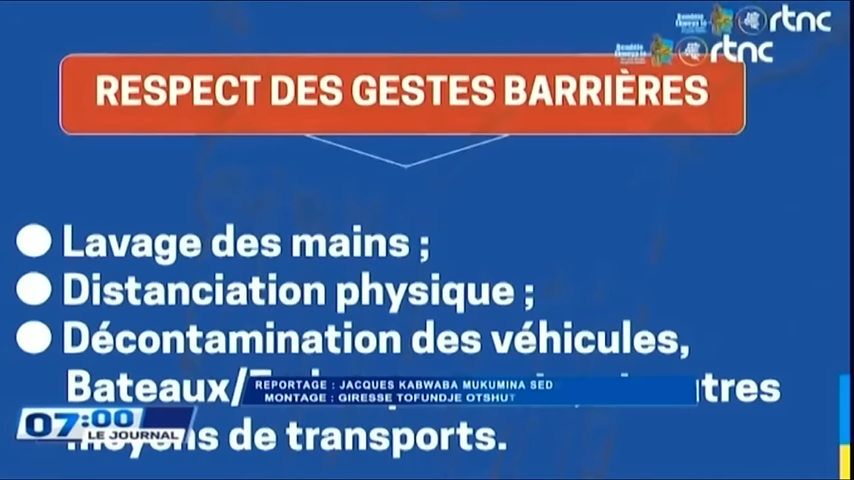 rtnc
rtnc
RESPECT DES GESTES BARRIÈRES
Lavage des mains ;
Distanciation physique ;
Décontamination des véhicules,
Bateaux/
REPORTAGE : JACQUES KABWABA MUKUMINA SED
MONTAGE : GIRESSE TOFUNDJE OTSHUT
07:00
LE JOURNAL
de transports.